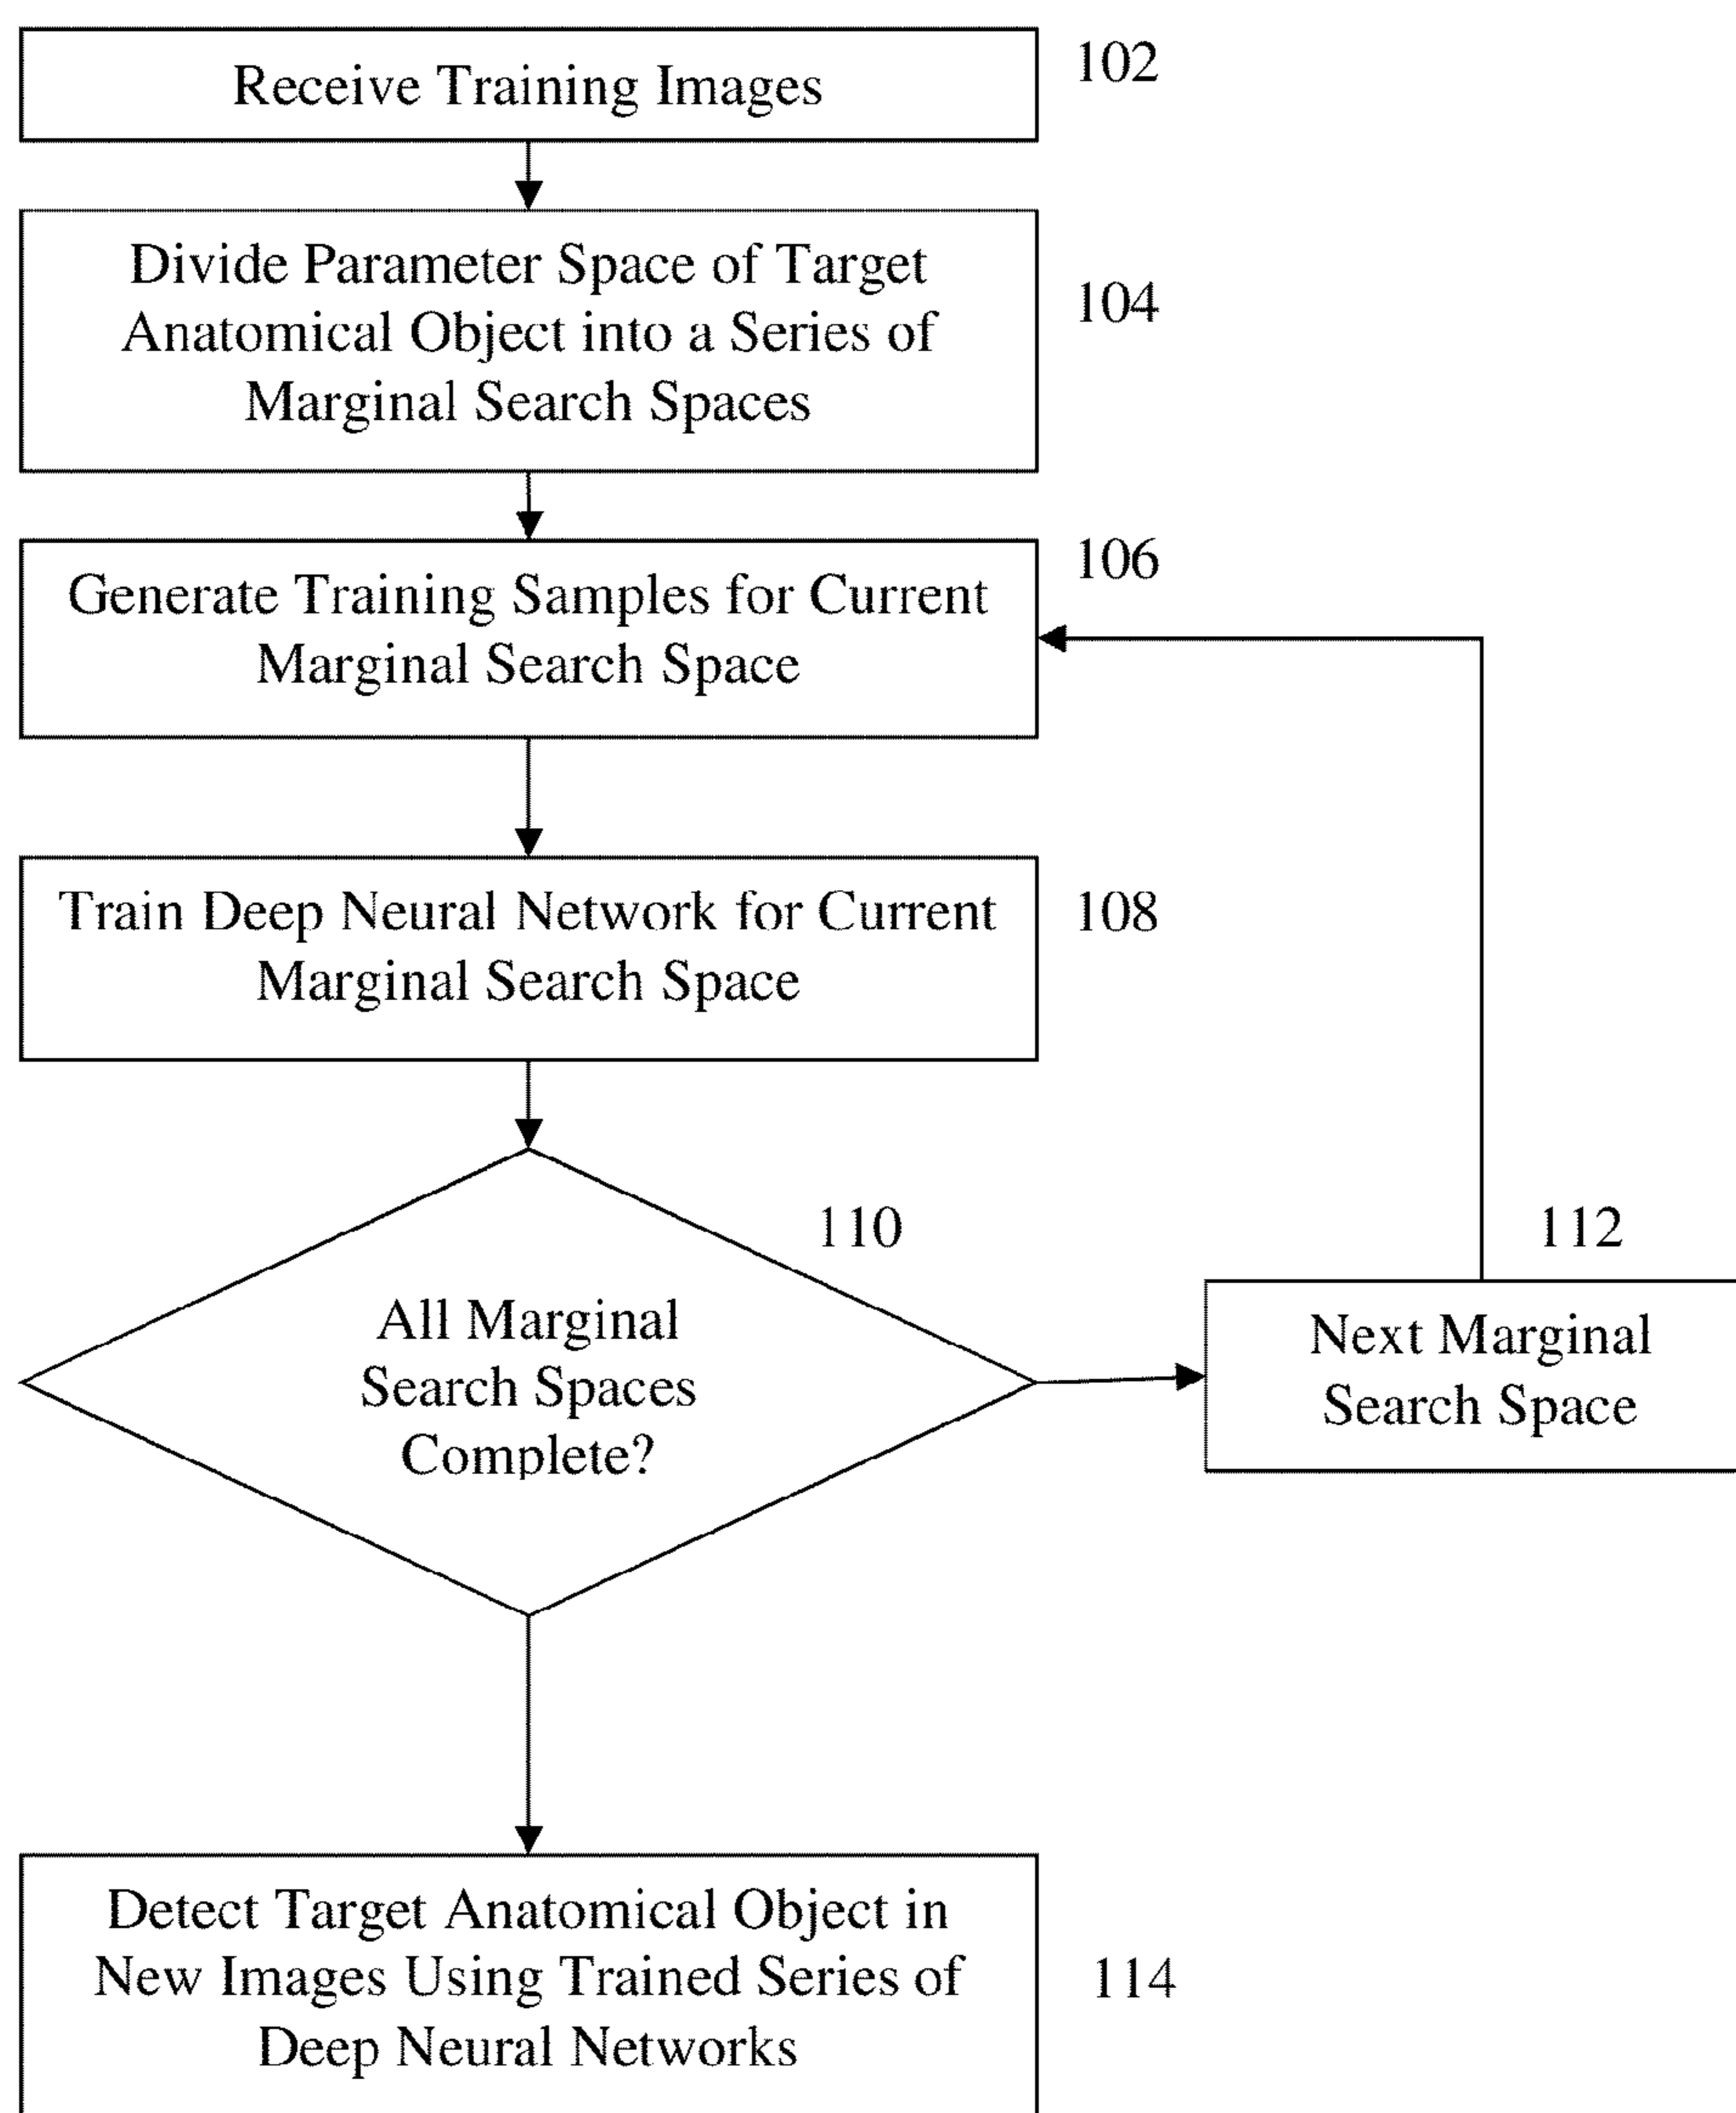 Receive Training Images
102
Divide Parameter Space of Target
Anatomical Object into a Series of
Marginal Search Spaces
104
Generate Training Samples for Current
Marginal Search Space
106
Train Deep Neural Network for Current
Marginal Search Space
108
All Marginal
Search Spaces
Complete?
110
Next Marginal
Search Space
112
Detect Target Anatomical Object in
New Images Using Trained Series of
Deep Neural Networks
114